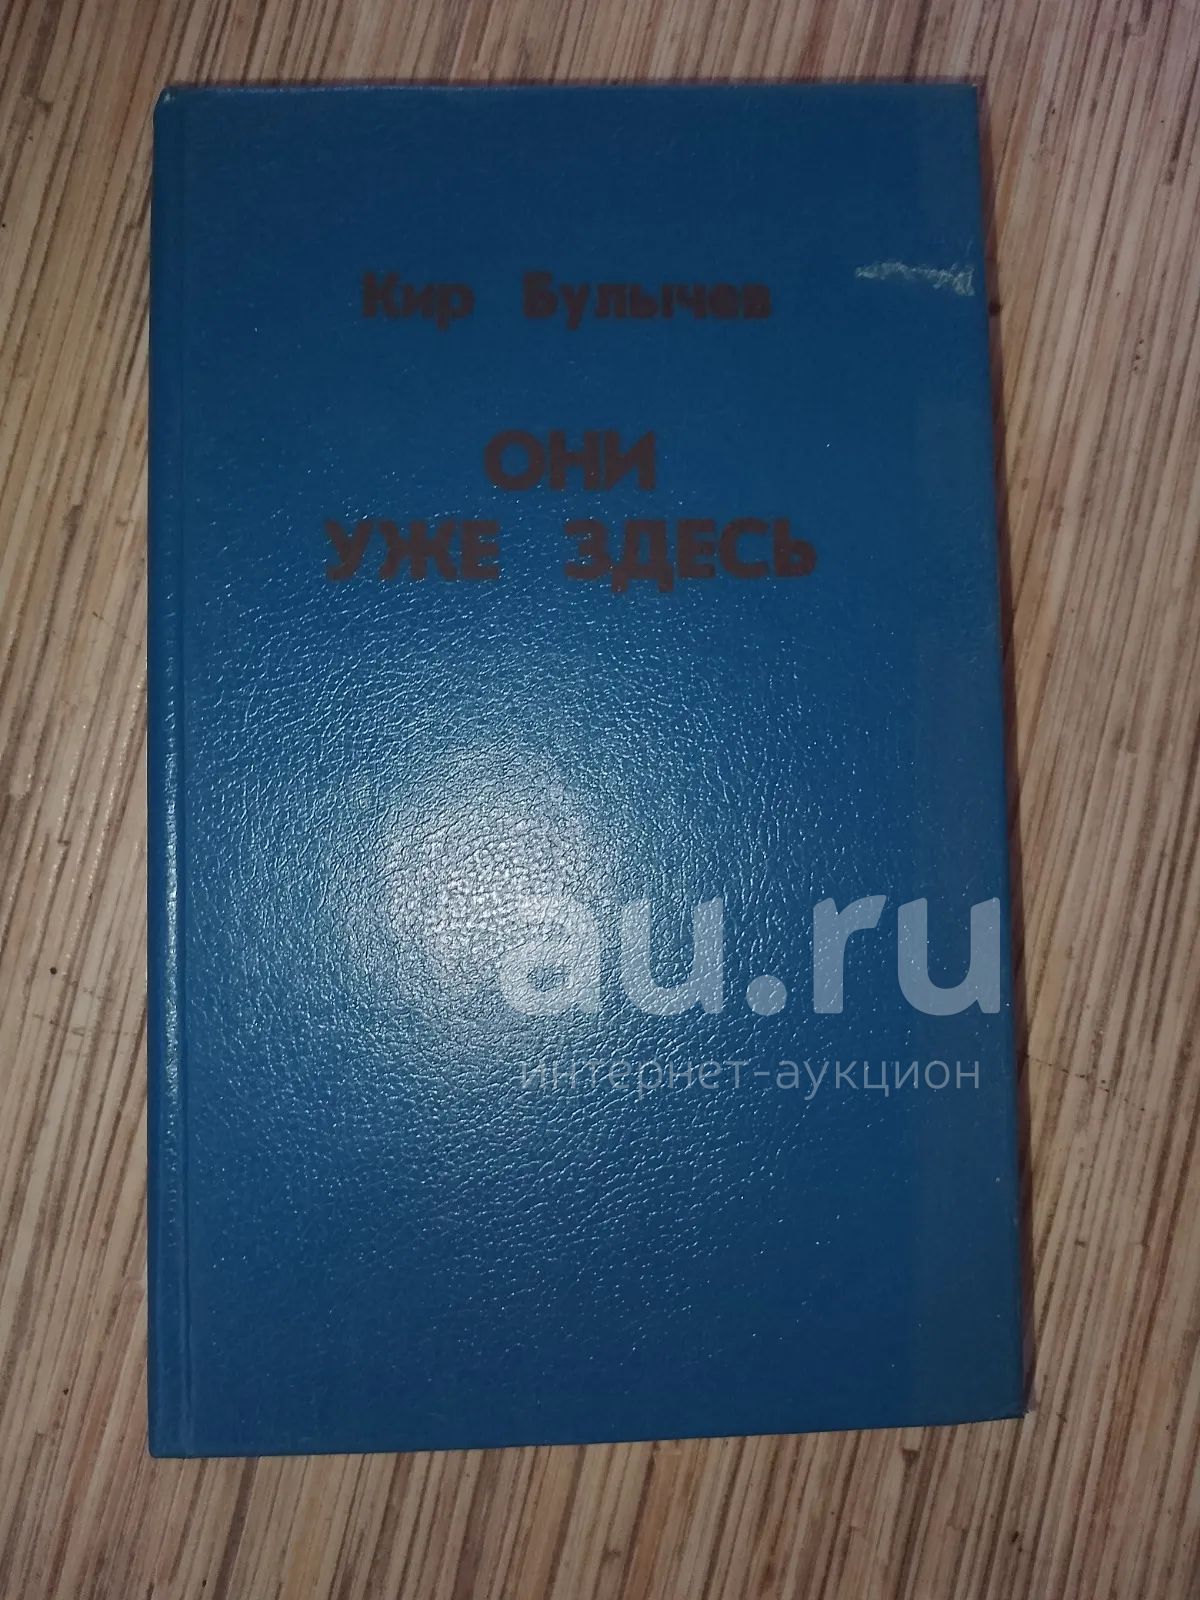 Кир Булычев
ОНИ
УЖЕ ЗДЕСЬ
au.ru
интернет-аукцион